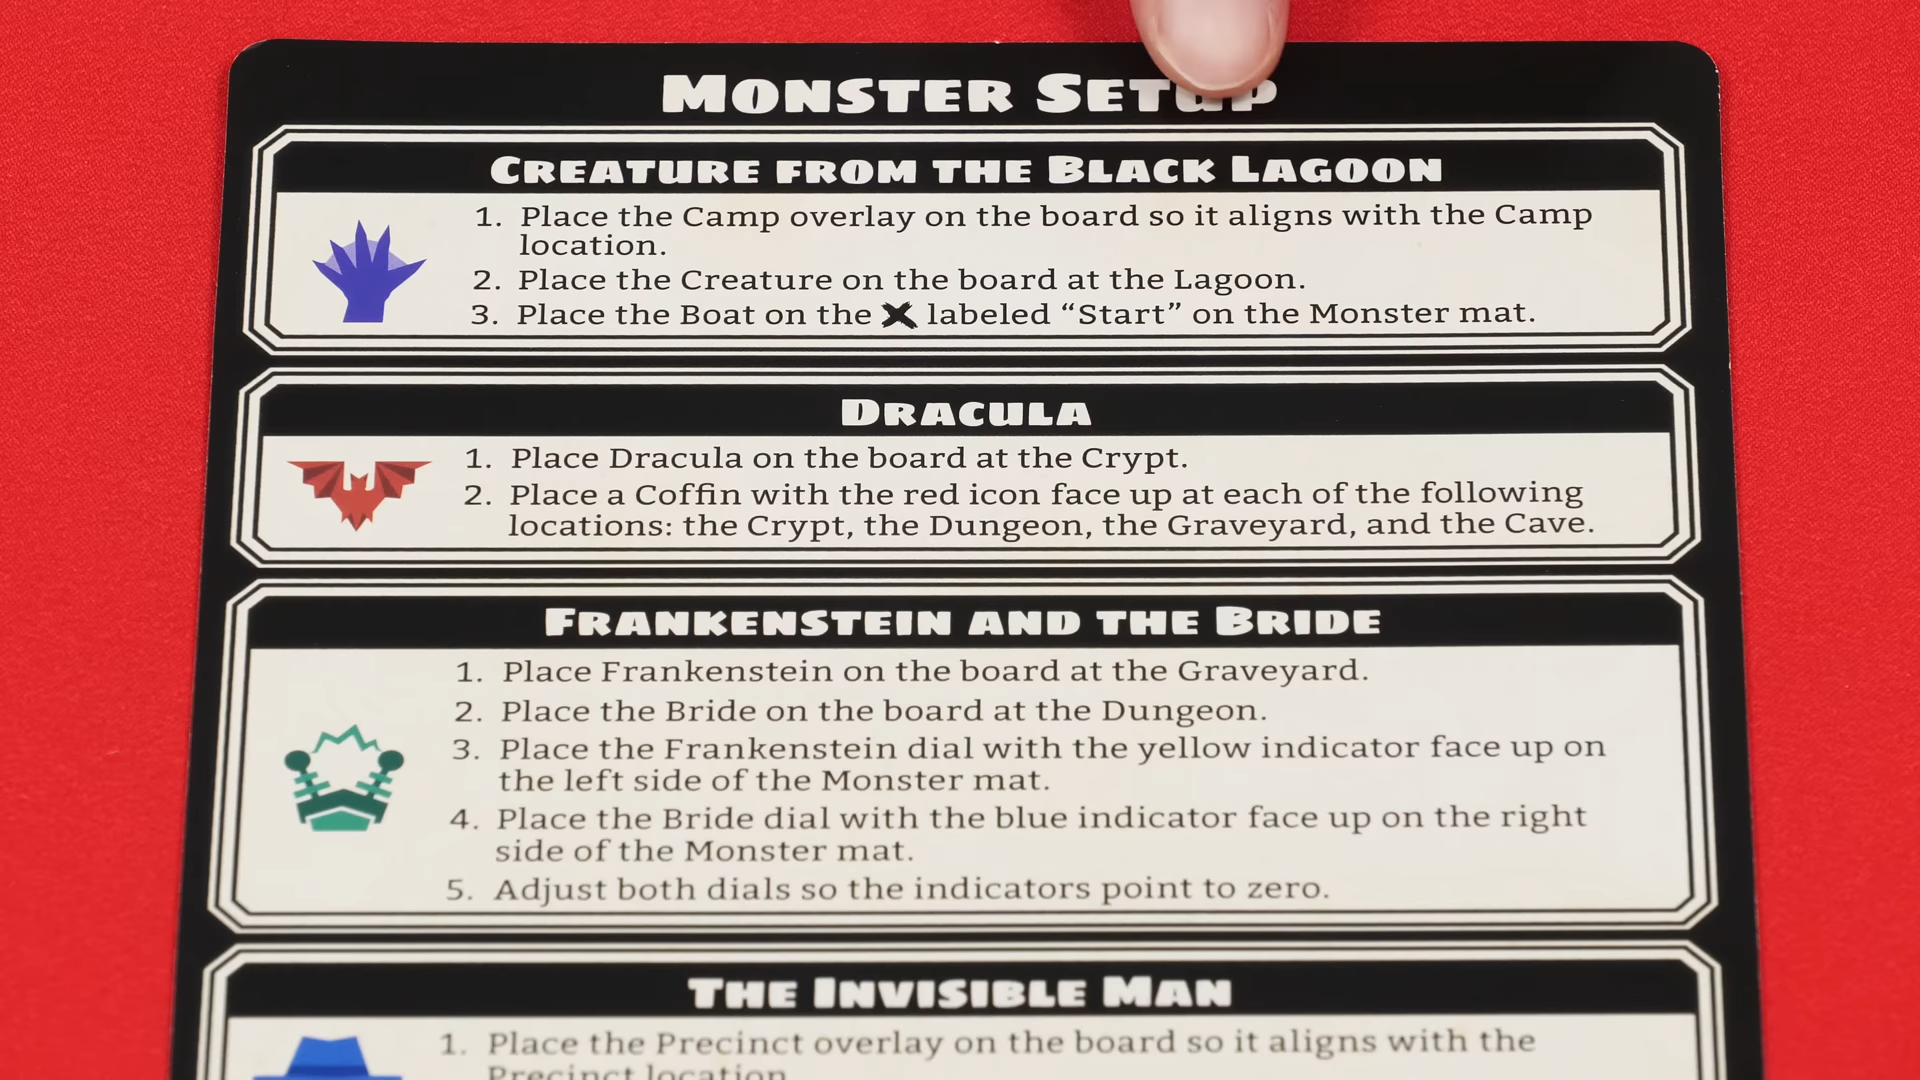 MONSTER SETUP
CREATURE FROM THE BLACK LAGOON
1. Place the Camp overlay on the board so it aligns with the Camp
location.
2. Place the Creature on the board at the Lagoon.
3. Place the Boat on the ✖ labeled “Start” on the Monster mat.
DRACULA
1. Place Dracula on the board at the Crypt.
2. Place a Coffin with the red icon face up at each of the following
locations: the Crypt, the Dungeon, the Graveyard, and the Cave.
FRANKENSTEIN AND THE BRIDE
1. Place Frankenstein on the board at the Graveyard.
2. Place the Bride on the board at the Dungeon.
3. Place the Frankenstein dial with the yellow indicator face up on
the left side of the Monster mat.
4. Place the Bride dial with the blue indicator face up on the right
side of the Monster mat.
5. Adjust both dials so the indicators point to zero.
THE INVISIBLE MAN
1. Place the Precinct overlay on the board so it aligns with the
Precinct location.